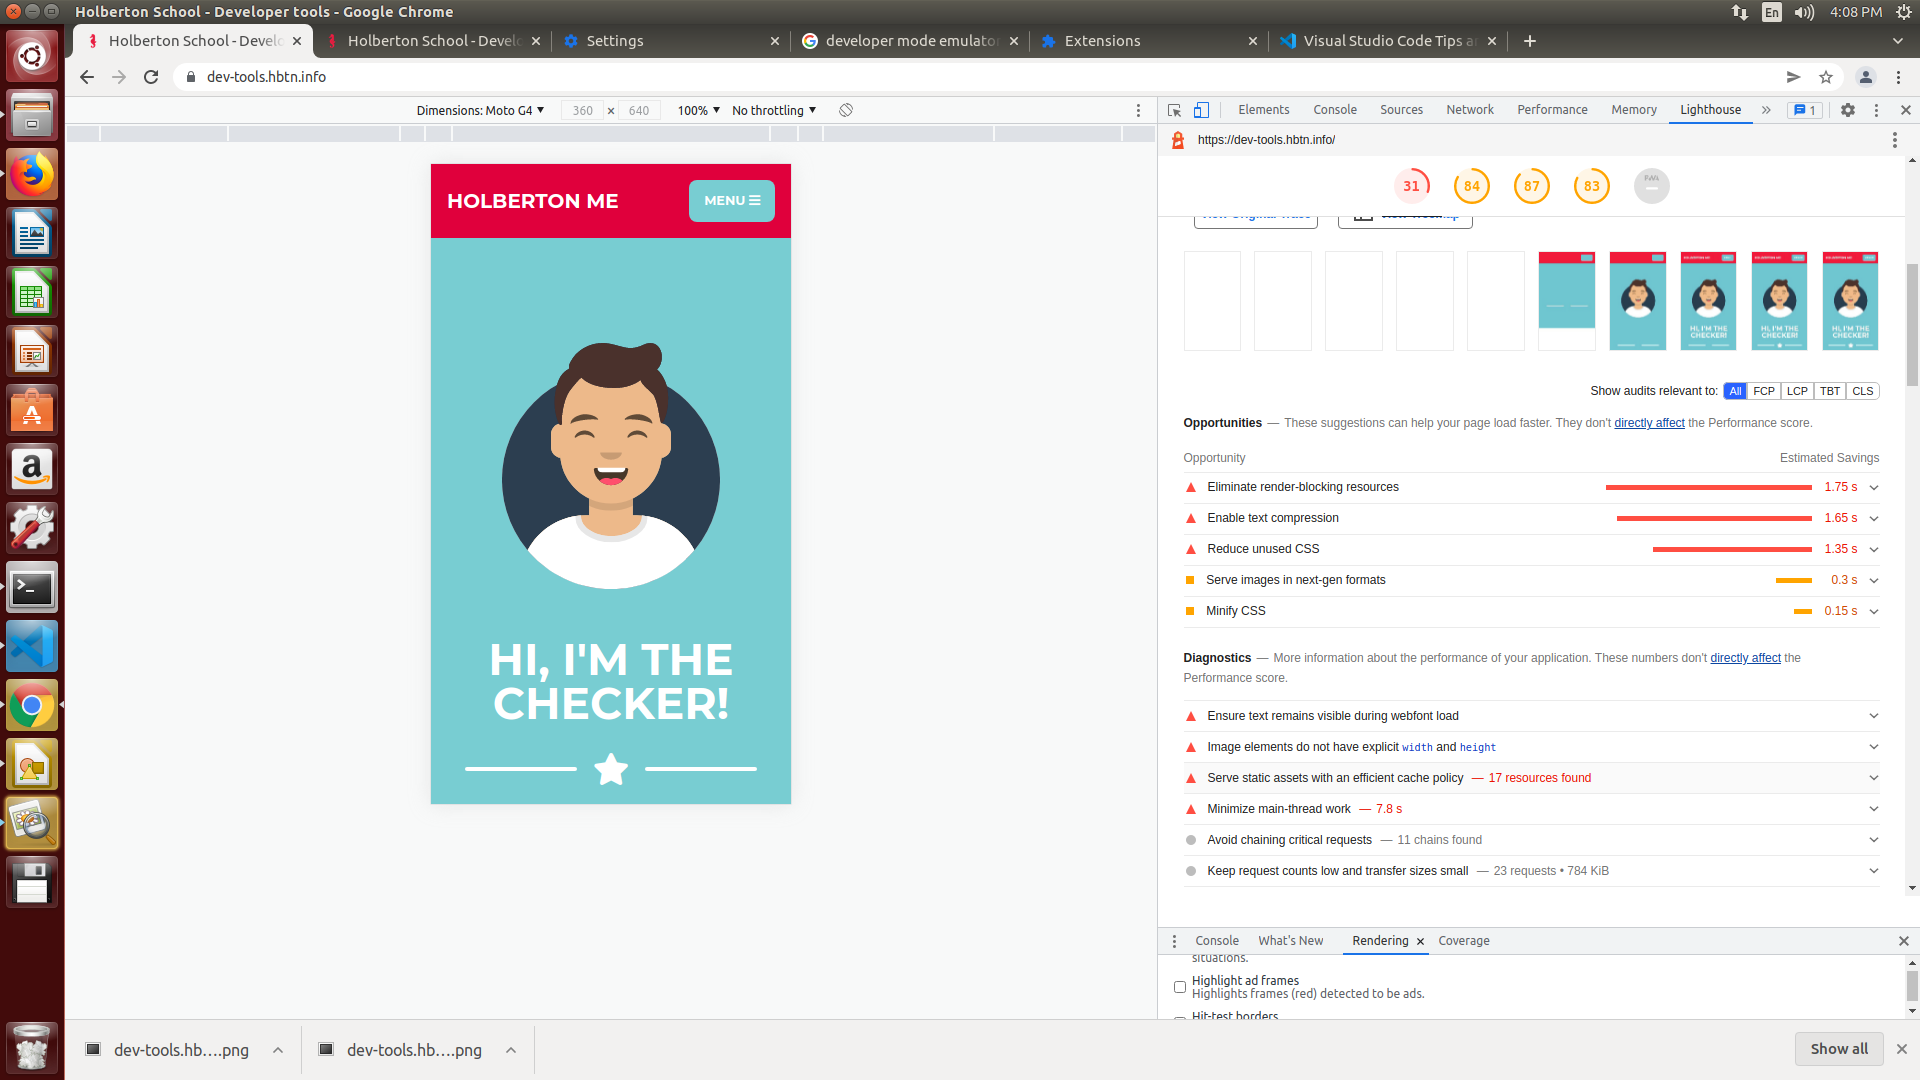 Holberton School - Developer tools - Google Chrome
En
4:08 PM
Holberton School - Develo
Holberton School - Develo
Settings
developer mode emulato
Extensions
Visual Studio Code Tips a
dev-tools.hbtn.info
Dimensions: Moto G4
360 × 640
100%
No throttling
Elements
Console
Sources
Network
Performance
Memory
Lighthouse
1
https://dev-tools.hbtn.info/
31
84
87
83
HOLBERTON ME
MENU
HI, I'M THE
CHECKER!
Show audits relevant to: All FCP LCP TBT CLS
Opportunities — These suggestions can help your page load faster. They don't directly affect the Performance score.
Opportunity Estimated Savings
Eliminate render-blocking resources 1.75 s
Enable text compression 1.65 s
Reduce unused CSS 1.35 s
Serve images in next-gen formats 0.3 s
Minify CSS 0.15 s
Diagnostics — More information about the performance of your application. These numbers don't directly affect the
Performance score.
Ensure text remains visible during webfont load
Image elements do not have explicit width and height
Serve static assets with an efficient cache policy — 17 resources found
Minimize main-thread work — 7.8 s
Avoid chaining critical requests — 11 chains found
Keep request counts low and transfer sizes small — 23 requests • 784 KiB
Console
What's New
Rendering
Coverage
situations.
Highlight ad frames
Highlights frames (red) detected to be ads.
Hit-test borders
dev-tools.hb....png
dev-tools.hb....png
Show all